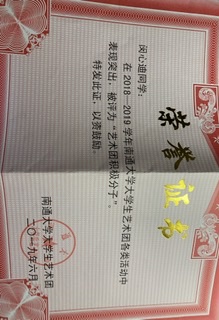 荣誉证书
闵心迪同学：
在2018-2019学年南通大学大学生艺术团各类活动中
表现突出，被评为“艺术团积极分子”。
特发此证，以资鼓励。
南通大学大学生艺术团
二〇一九年六月